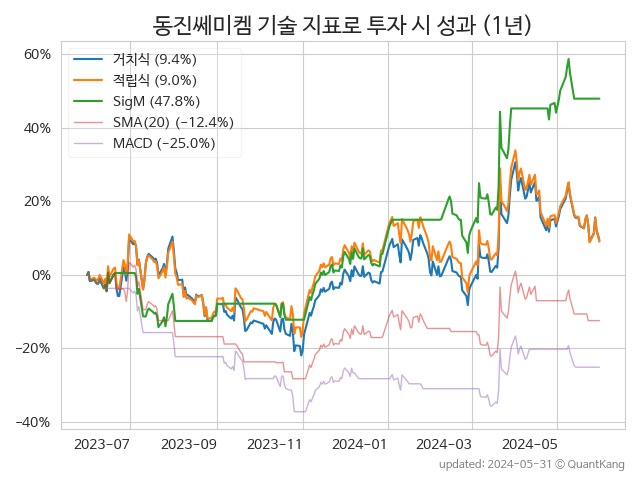 동진쎄미켐 기술 지표로 투자 시 성과 (1년)
거치식 (9.4%)
적립식 (9.0%)
SigM (47.8%)
SMA(20) (−12.4%)
MACD (−25.0%)
60%
40%
20%
0%
−20%
−40%
2023−07 2023−09 2023−11 2024−01 2024−03 2024−05
updated: 2024−05−31 © QuantKang